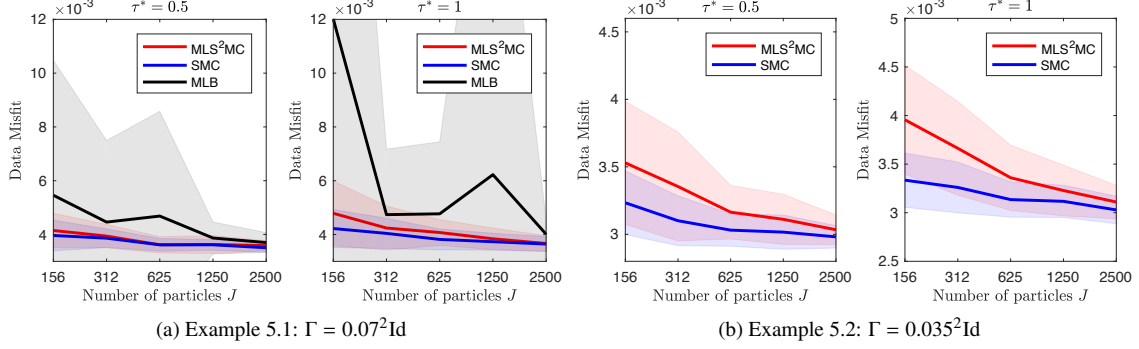 ×10⁻³ τ* = 0.5
12
10
8
6
4
Data Misfit
MLS²MC
SMC
MLB
156 312 625 1250 2500
Number of particles J
×10⁻³ τ* = 1
12
10
8
6
4
Data Misfit
MLS²MC
SMC
MLB
156 312 625 1250 2500
Number of particles J
(a) Example 5.1: Γ = 0.07²Id
×10⁻³ τ* = 0.5
4.5
4
3.5
3
Data Misfit
MLS²MC
SMC
156 312 625 1250 2500
Number of particles J
×10⁻³ τ* = 1
5
4.5
4
3.5
3
2.5
Data Misfit
MLS²MC
SMC
156 312 625 1250 2500
Number of particles J
(b) Example 5.2: Γ = 0.035²Id